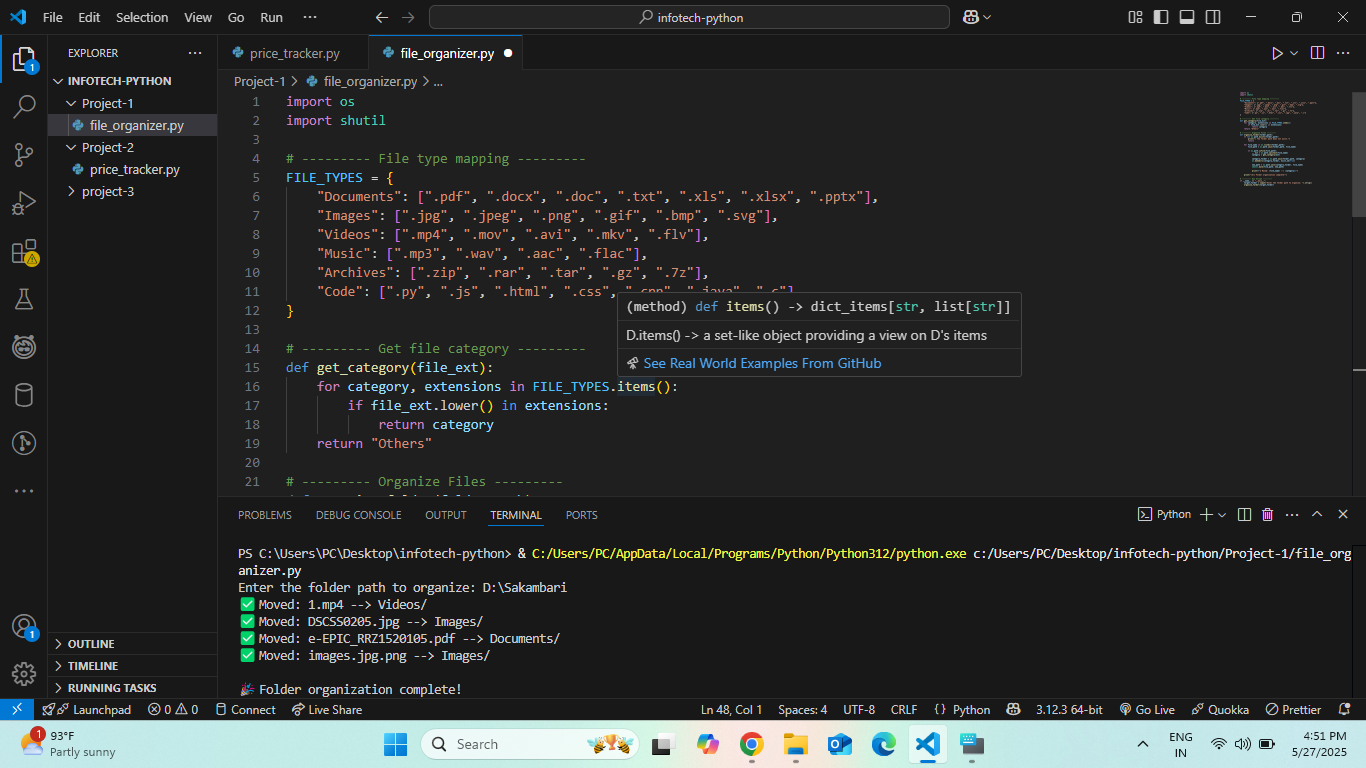 File Edit Selection View Go Run ··· infotech-python
EXPLORER ···
INFOTECH-PYTHON
Project-1
file_organizer.py
Project-2
price_tracker.py
project-3
OUTLINE
TIMELINE
RUNNING TASKS
price_tracker.py file_organizer.py
Project-1 > file_organizer.py > ...
1 import os
2 import shutil
3
4 # --------- File type mapping ---------
5 FILE_TYPES = {
6 "Documents": [".pdf", ".docx", ".doc", ".txt", ".xls", ".xlsx", ".pptx"],
7 "Images": [".jpg", ".jpeg", ".png", ".gif", ".bmp", ".svg"],
8 "Videos": [".mp4", ".mov", ".avi", ".mkv", ".flv"],
9 "Music": [".mp3", ".wav", ".aac", ".flac"],
10 "Archives": [".zip", ".rar", ".tar", ".gz", ".7z"],
11 "Code": [".py", ".js", ".html", ".css", ".cpp", ".java", ".c"]
12 }
13
14 # --------- Get file category ---------
15 def get_category(file_ext):
16 for category, extensions in FILE_TYPES.items():
17 if file_ext.lower() in extensions:
18 return category
19 return "Others"
20
21 # --------- Organize Files ---------
(method) def items() -> dict_items[str, list[str]]
D.items() -> a set-like object providing a view on D's items
See Real World Examples From GitHub
PROBLEMS DEBUG CONSOLE OUTPUT TERMINAL PORTS Python
PS C:\Users\PC\Desktop\infotech-python> & C:/Users/PC/AppData/Local/Programs/Python/Python312/python.exe c:/Users/PC/Desktop/infotech-python/Project-1/file_org
anizer.py
Enter the folder path to organize: D:\Sakambari
✅ Moved: 1.mp4 --> Videos/
✅ Moved: DSCSS0205.jpg --> Images/
✅ Moved: e-EPIC_RRZ1520105.pdf --> Documents/
✅ Moved: images.jpg.png --> Images/
🎉 Folder organization complete!
Launchpad 0 0 Connect Live Share Ln 48, Col 1 Spaces: 4 UTF-8 CRLF {} Python 3.12.3 64-bit Go Live Quokka Prettier
1
93°F
Partly sunny
Search
ENG
IN
4:51 PM
5/27/2025